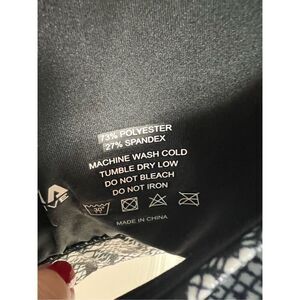 73% POLYESTER
27% SPANDEX
MACHINE WASH COLD
TUMBLE DRY LOW
DO NOT BLEACH
DO NOT IRON
30°
MADE IN CHINA